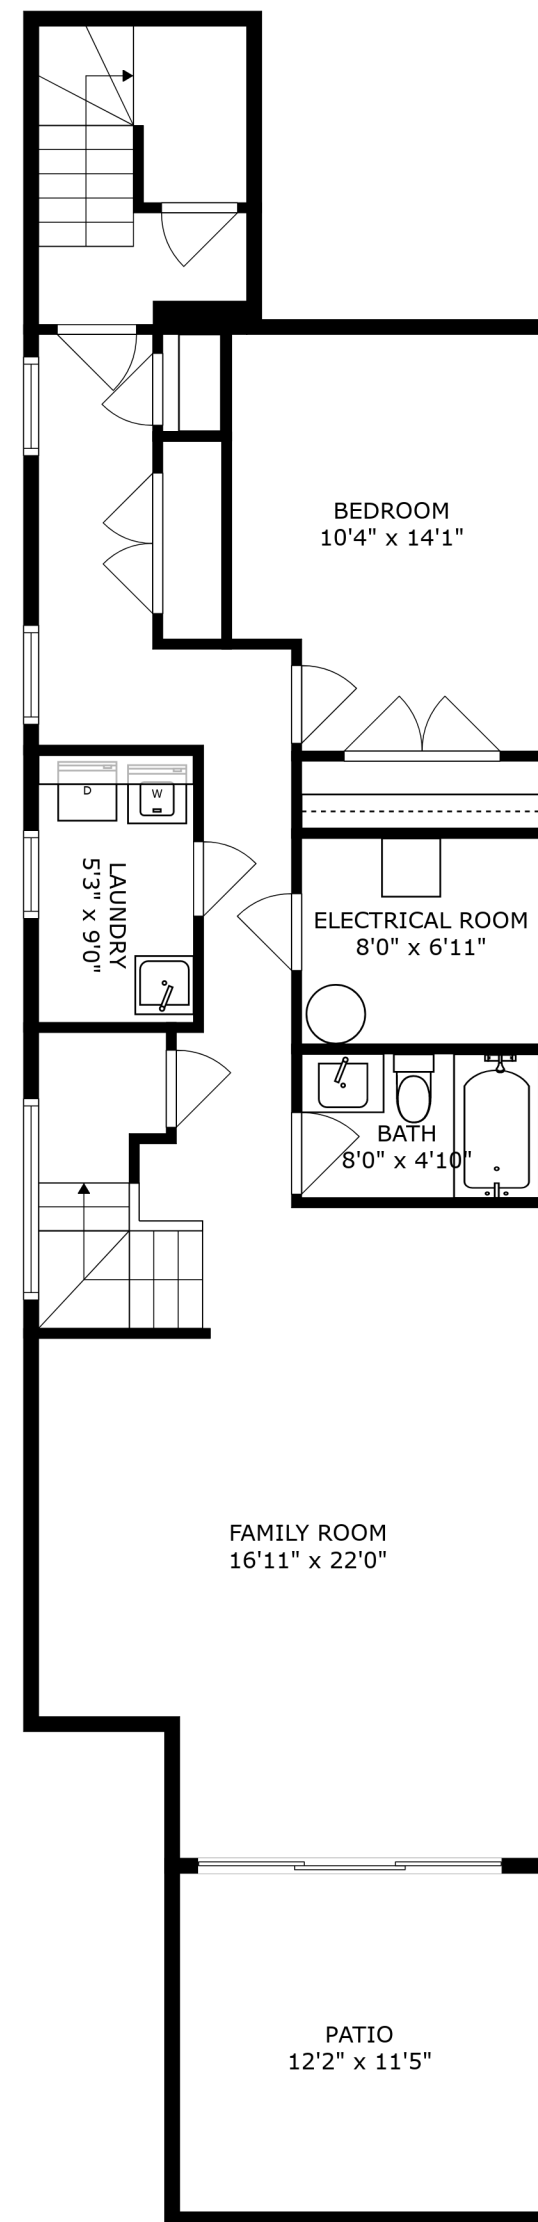 BEDROOM
10'4" x 14'1"
D
W
LAUNDRY
5'3" x 9'0"
ELECTRICAL ROOM
8'0" x 6'11"
BATH
8'0" x 4'10"
FAMILY ROOM
16'11" x 22'0"
PATIO
12'2" x 11'5"